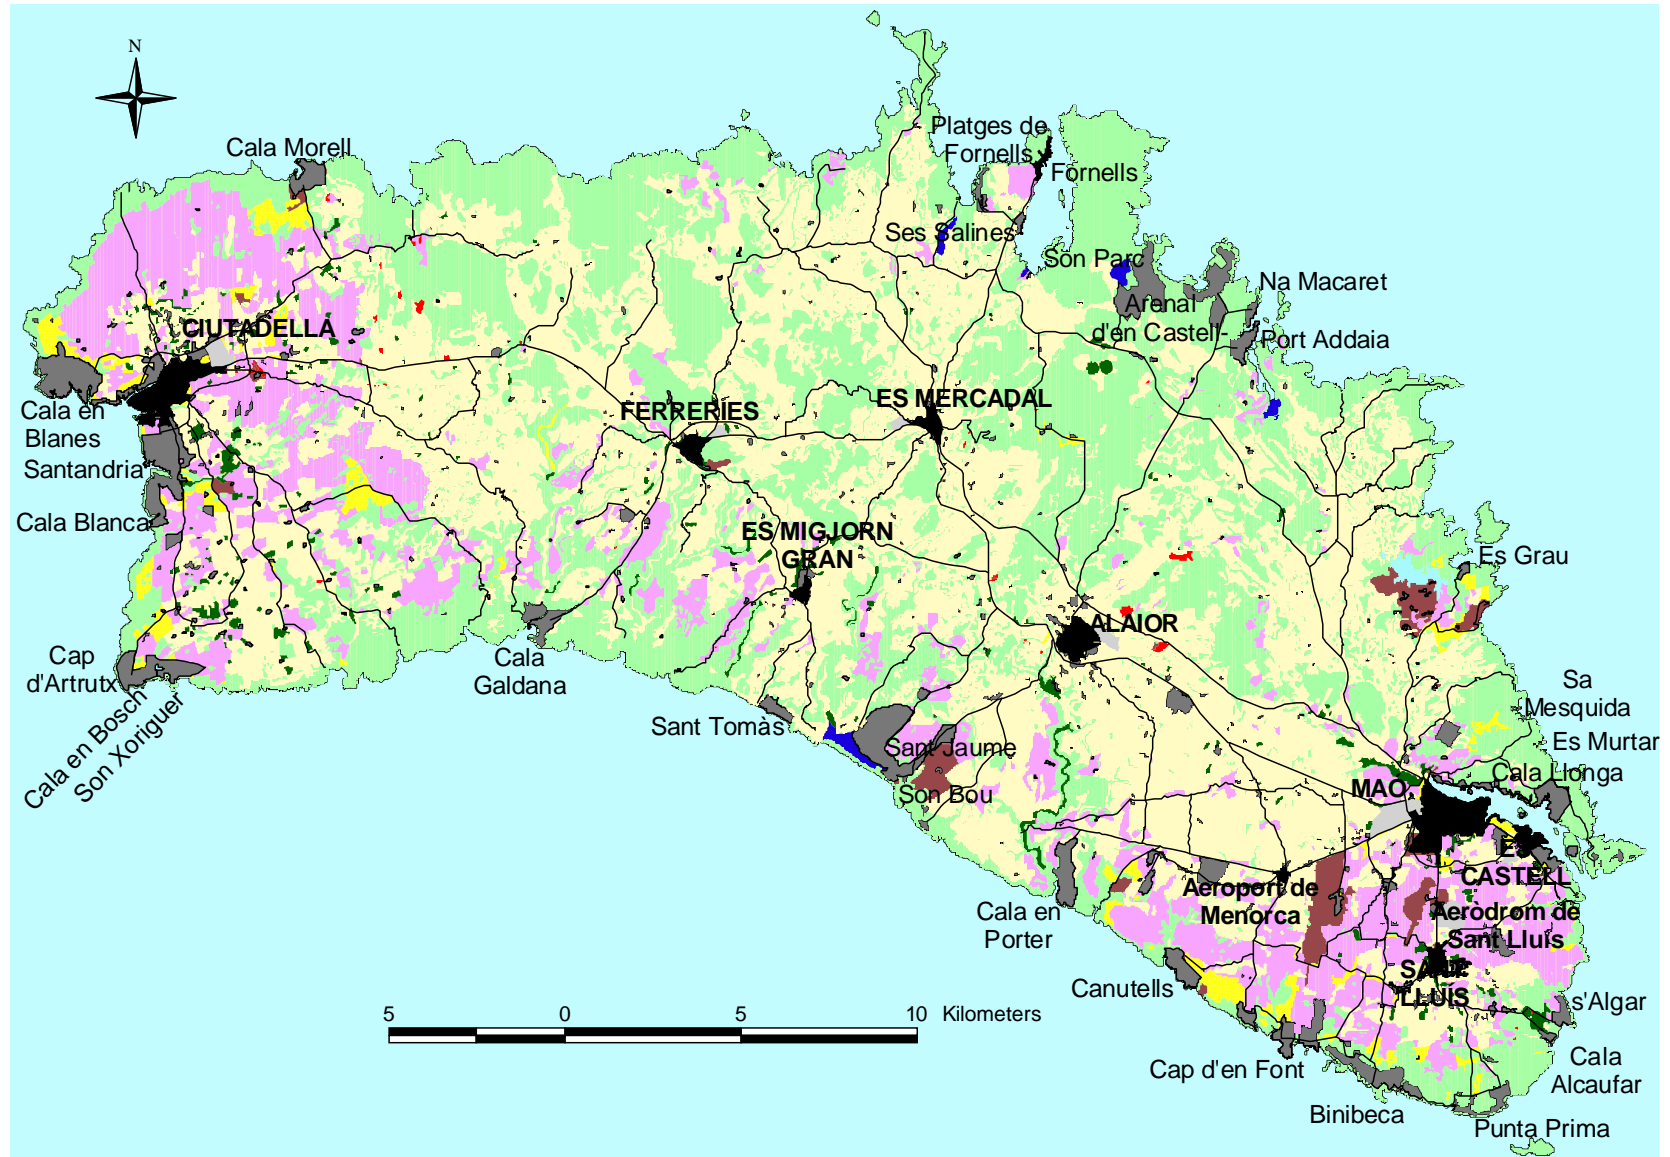 N
Cala Morell
Platges de
Fornells
Fornells
Ses Salines
Son Parc
Na Macaret
Arenal
d'en Castell
Port Addaia
CIUTADELLA
FERRERIES
ES MERCADAL
Cala en
Blanes
Santandria
Cala Blanca
ES MIGJORN
GRAN
Es Grau
ALAIOR
Cap
d'Artrutx
Cala en Bosch
Son Xoriguer
Cala
Galdana
Sant Tomàs
Sant Jaume
Son Bou
Sa
Mesquida
Es Murtar
Cala Llonga
MAO
ES
CASTELL
Aeroport de
Menorca
Aeròdrom de
Sant Lluis
Cala en
Porter
SANT
LLUÍS
Canutells
s'Algar
5 0 5 10 Kilometers
Cap d'en Font
Cala
Alcaufar
Binibeca
Punta Prima